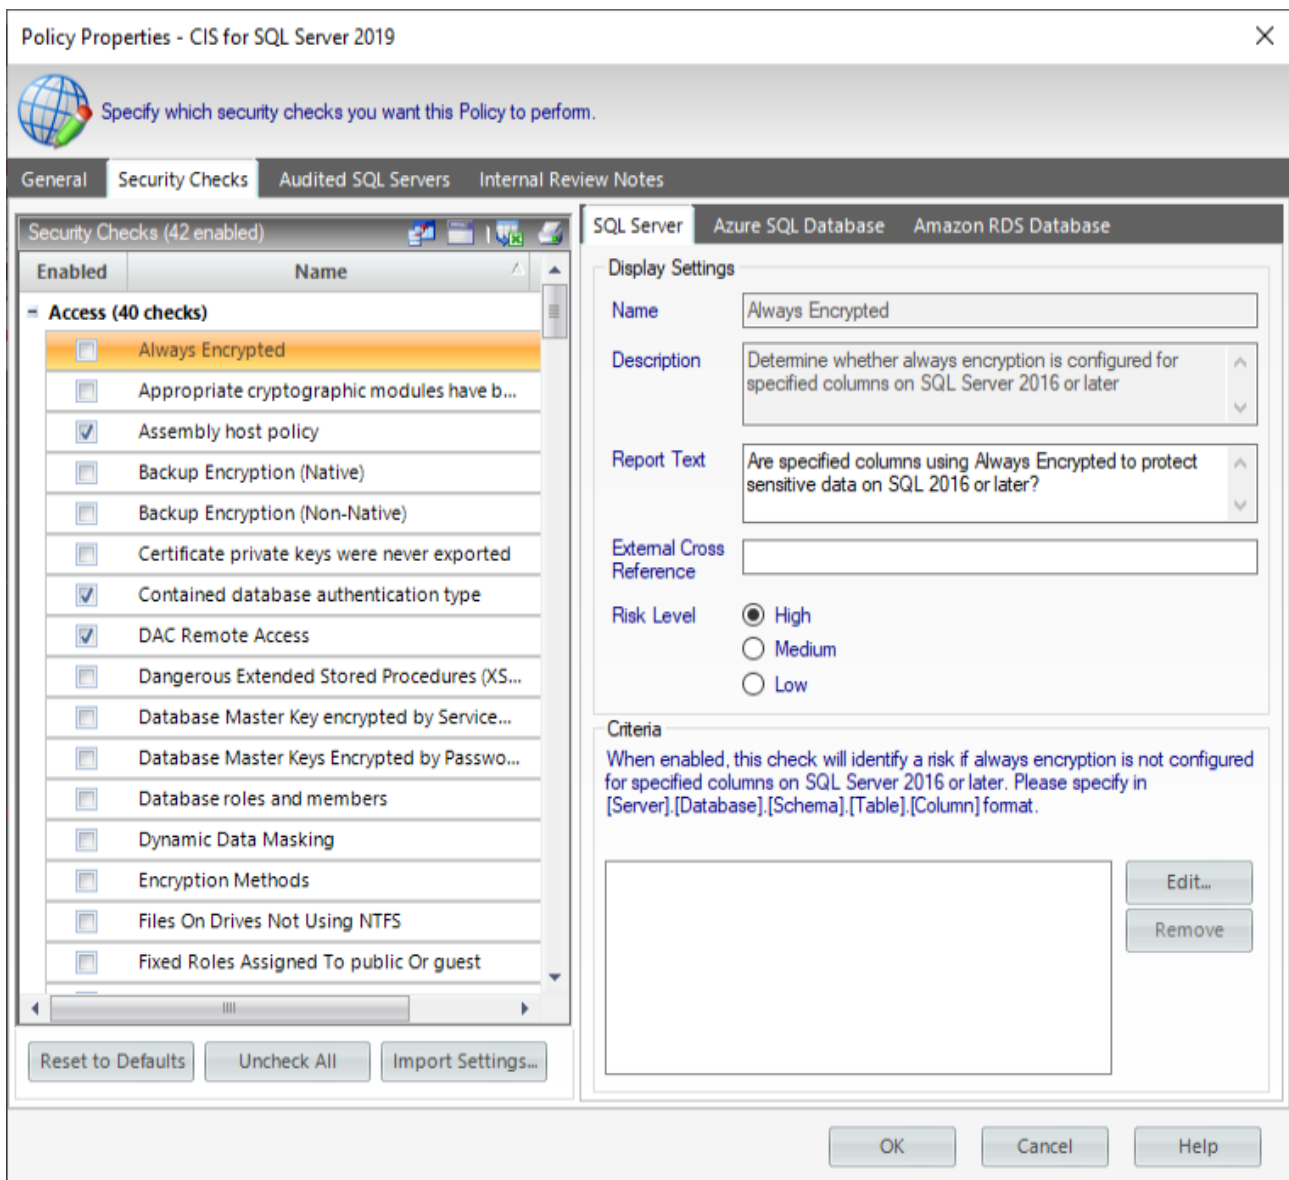 Policy Properties - CIS for SQL Server 2019
Specify which security checks you want this Policy to perform.
General
Security Checks
Audited SQL Servers
Internal Review Notes
Security Checks (42 enabled)
Enabled
Name
Access (40 checks)
Always Encrypted
Appropriate cryptographic modules have b...
Assembly host policy
Backup Encryption (Native)
Backup Encryption (Non-Native)
Certificate private keys were never exported
Contained database authentication type
DAC Remote Access
Dangerous Extended Stored Procedures (XS...
Database Master Key encrypted by Service...
Database Master Keys Encrypted by Passwo...
Database roles and members
Dynamic Data Masking
Encryption Methods
Files On Drives Not Using NTFS
Fixed Roles Assigned To public Or guest
Reset to Defaults
Uncheck All
Import Settings...
SQL Server
Azure SQL Database
Amazon RDS Database
Display Settings
Name
Always Encrypted
Description
Determine whether always encryption is configured for
specified columns on SQL Server 2016 or later
Report Text
Are specified columns using Always Encrypted to protect
sensitive data on SQL 2016 or later?
External Cross
Reference
Risk Level
High
Medium
Low
Criteria
When enabled, this check will identify a risk if always encryption is not configured
for specified columns on SQL Server 2016 or later. Please specify in
[Server].[Database].[Schema].[Table].[Column] format.
Edit...
Remove
OK
Cancel
Help